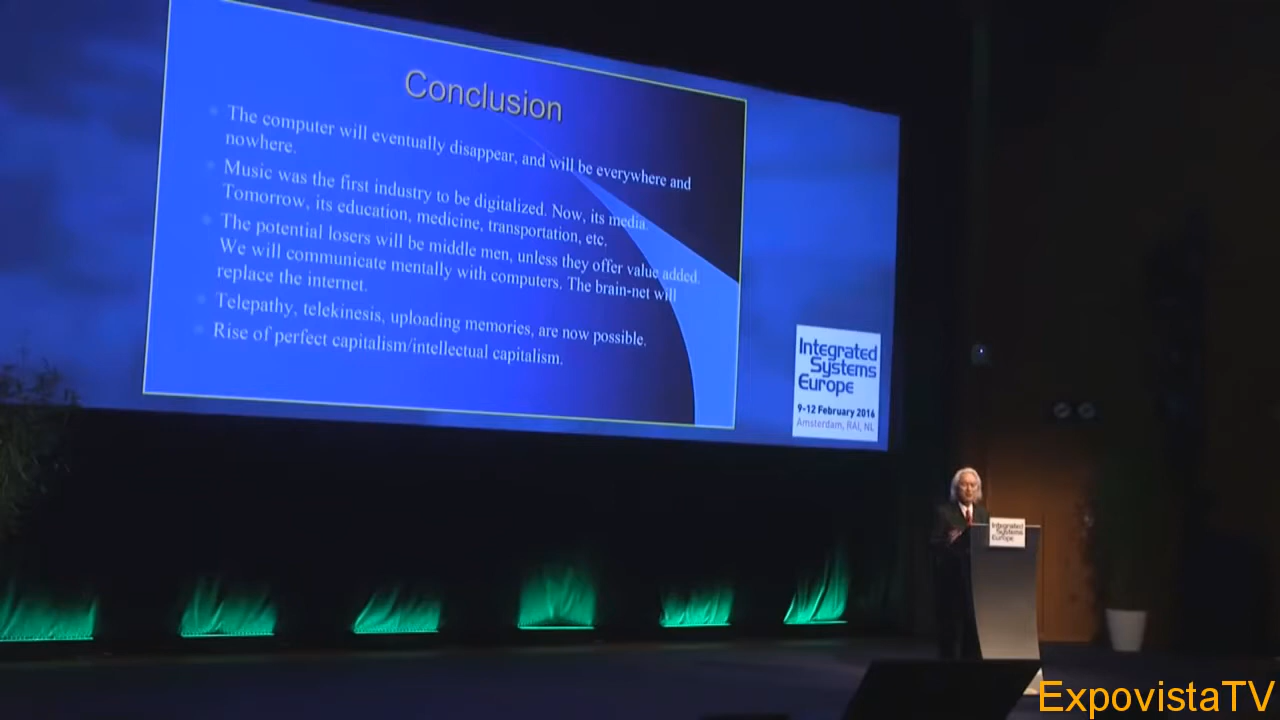 Conclusion
The computer will eventually disappear, and will be everywhere and
nowhere.
Music was the first industry to be digitalized. Now, its media.
Tomorrow, its education, medicine, transportation, etc.
The potential losers will be middle men, unless they offer value added.
We will communicate mentally with computers. The brain-net will
replace the internet.
Telepathy, telekinesis, uploading memories, are now possible.
Rise of perfect capitalism/intellectual capitalism.
Integrated
Systems
Europe
9-12 February 2016
Amsterdam, RAI, NL
Integrated
Systems
Europe
ExpovistaTV